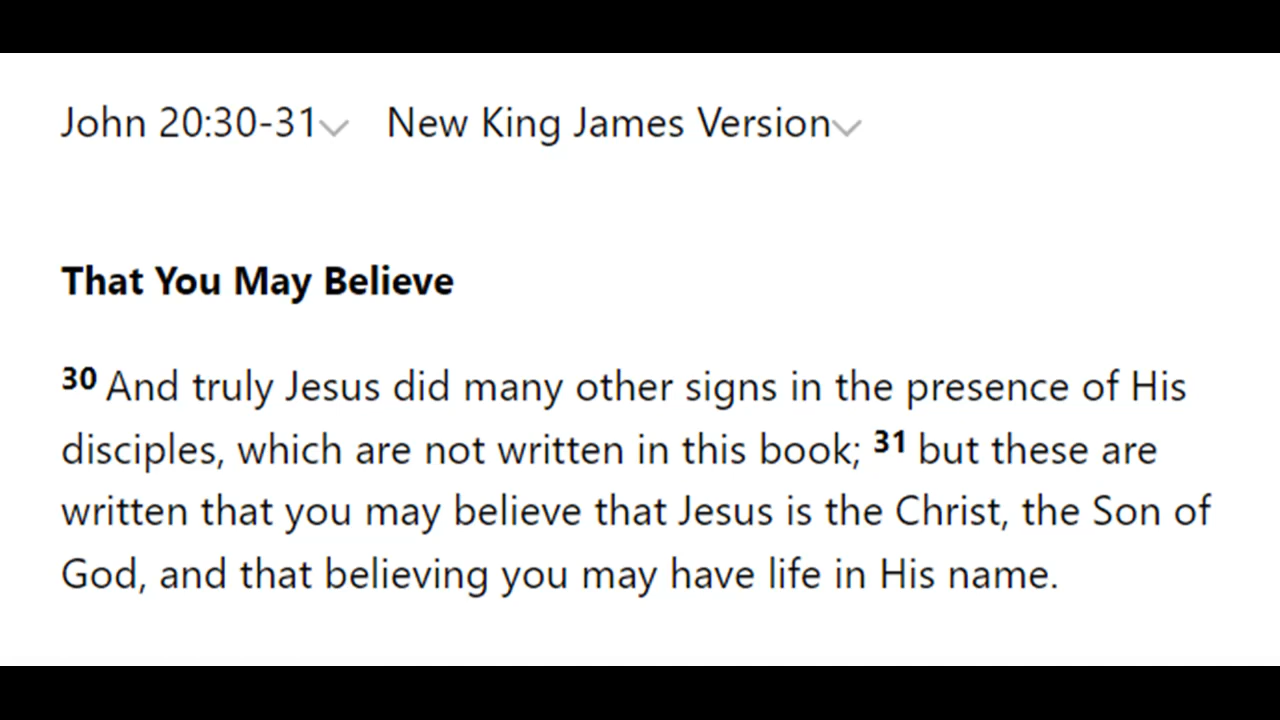 John 20:30-31 New King James Version
That You May Believe
30 And truly Jesus did many other signs in the presence of His
disciples, which are not written in this book; 31 but these are
written that you may believe that Jesus is the Christ, the Son of
God, and that believing you may have life in His name.